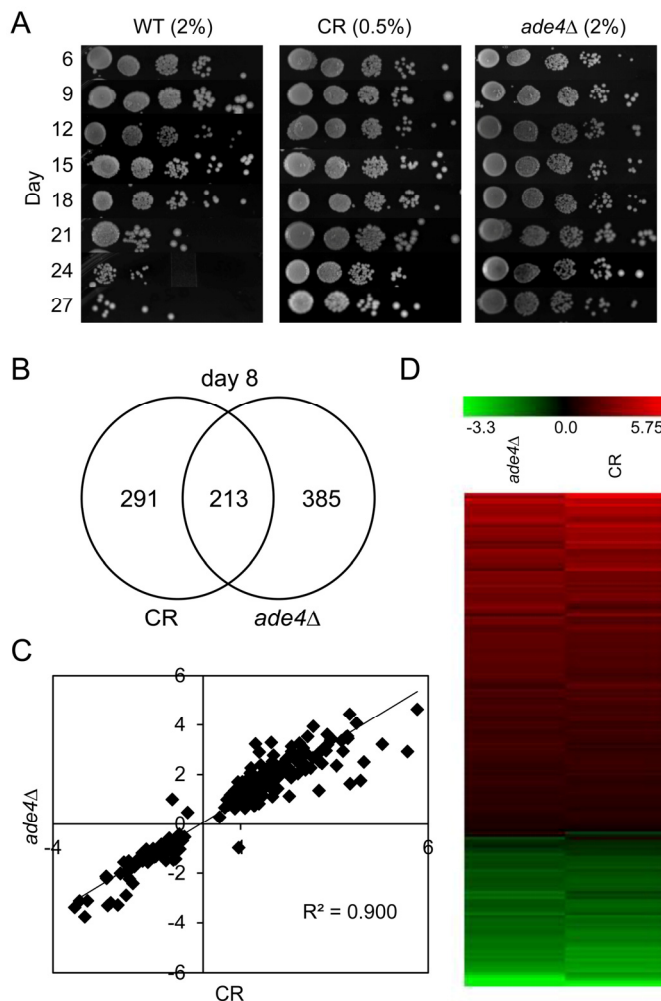 A
WT (2%) CR (0.5%) ade4Δ (2%)
Day
6
9
12
15
18
21
24
27
B
day 8
291 213 385
CR ade4Δ
C
6
4
2
0
-2
-4
-6
-4 6
ade4Δ
CR
R² = 0.900
D
-3.3 0.0 5.75
ade4Δ CR